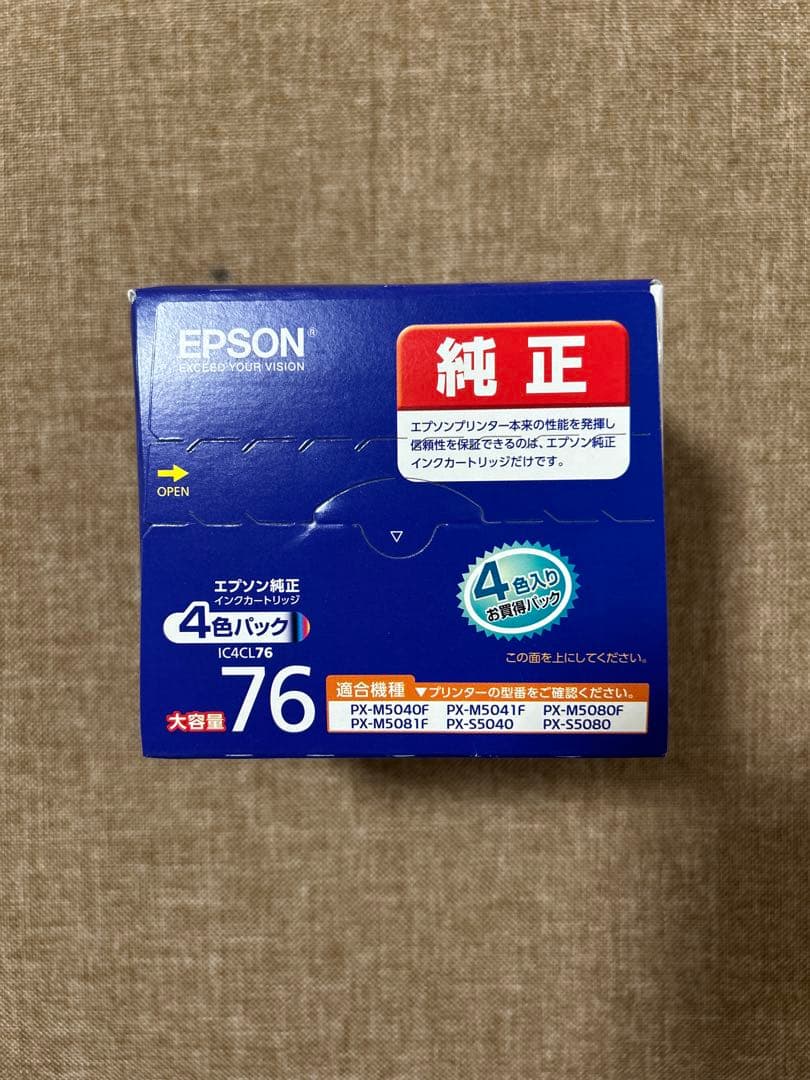 EPSON®
EXCEED YOUR VISION
純正
エプソンプリンター本来の性能を発揮し
信頼性を保証できるのは、エプソン純正
インクカートリッジだけです。
OPEN
4色入り
お買得パック
エプソン純正
インクカートリッジ
4色パック
IC4CL76
大容量 76
この面を上にしてください。
適合機種 ▼プリンターの型番をご確認ください。
PX-M5040F PX-M5041F PX-M5080F
PX-M5081F PX-S5040 PX-S5080